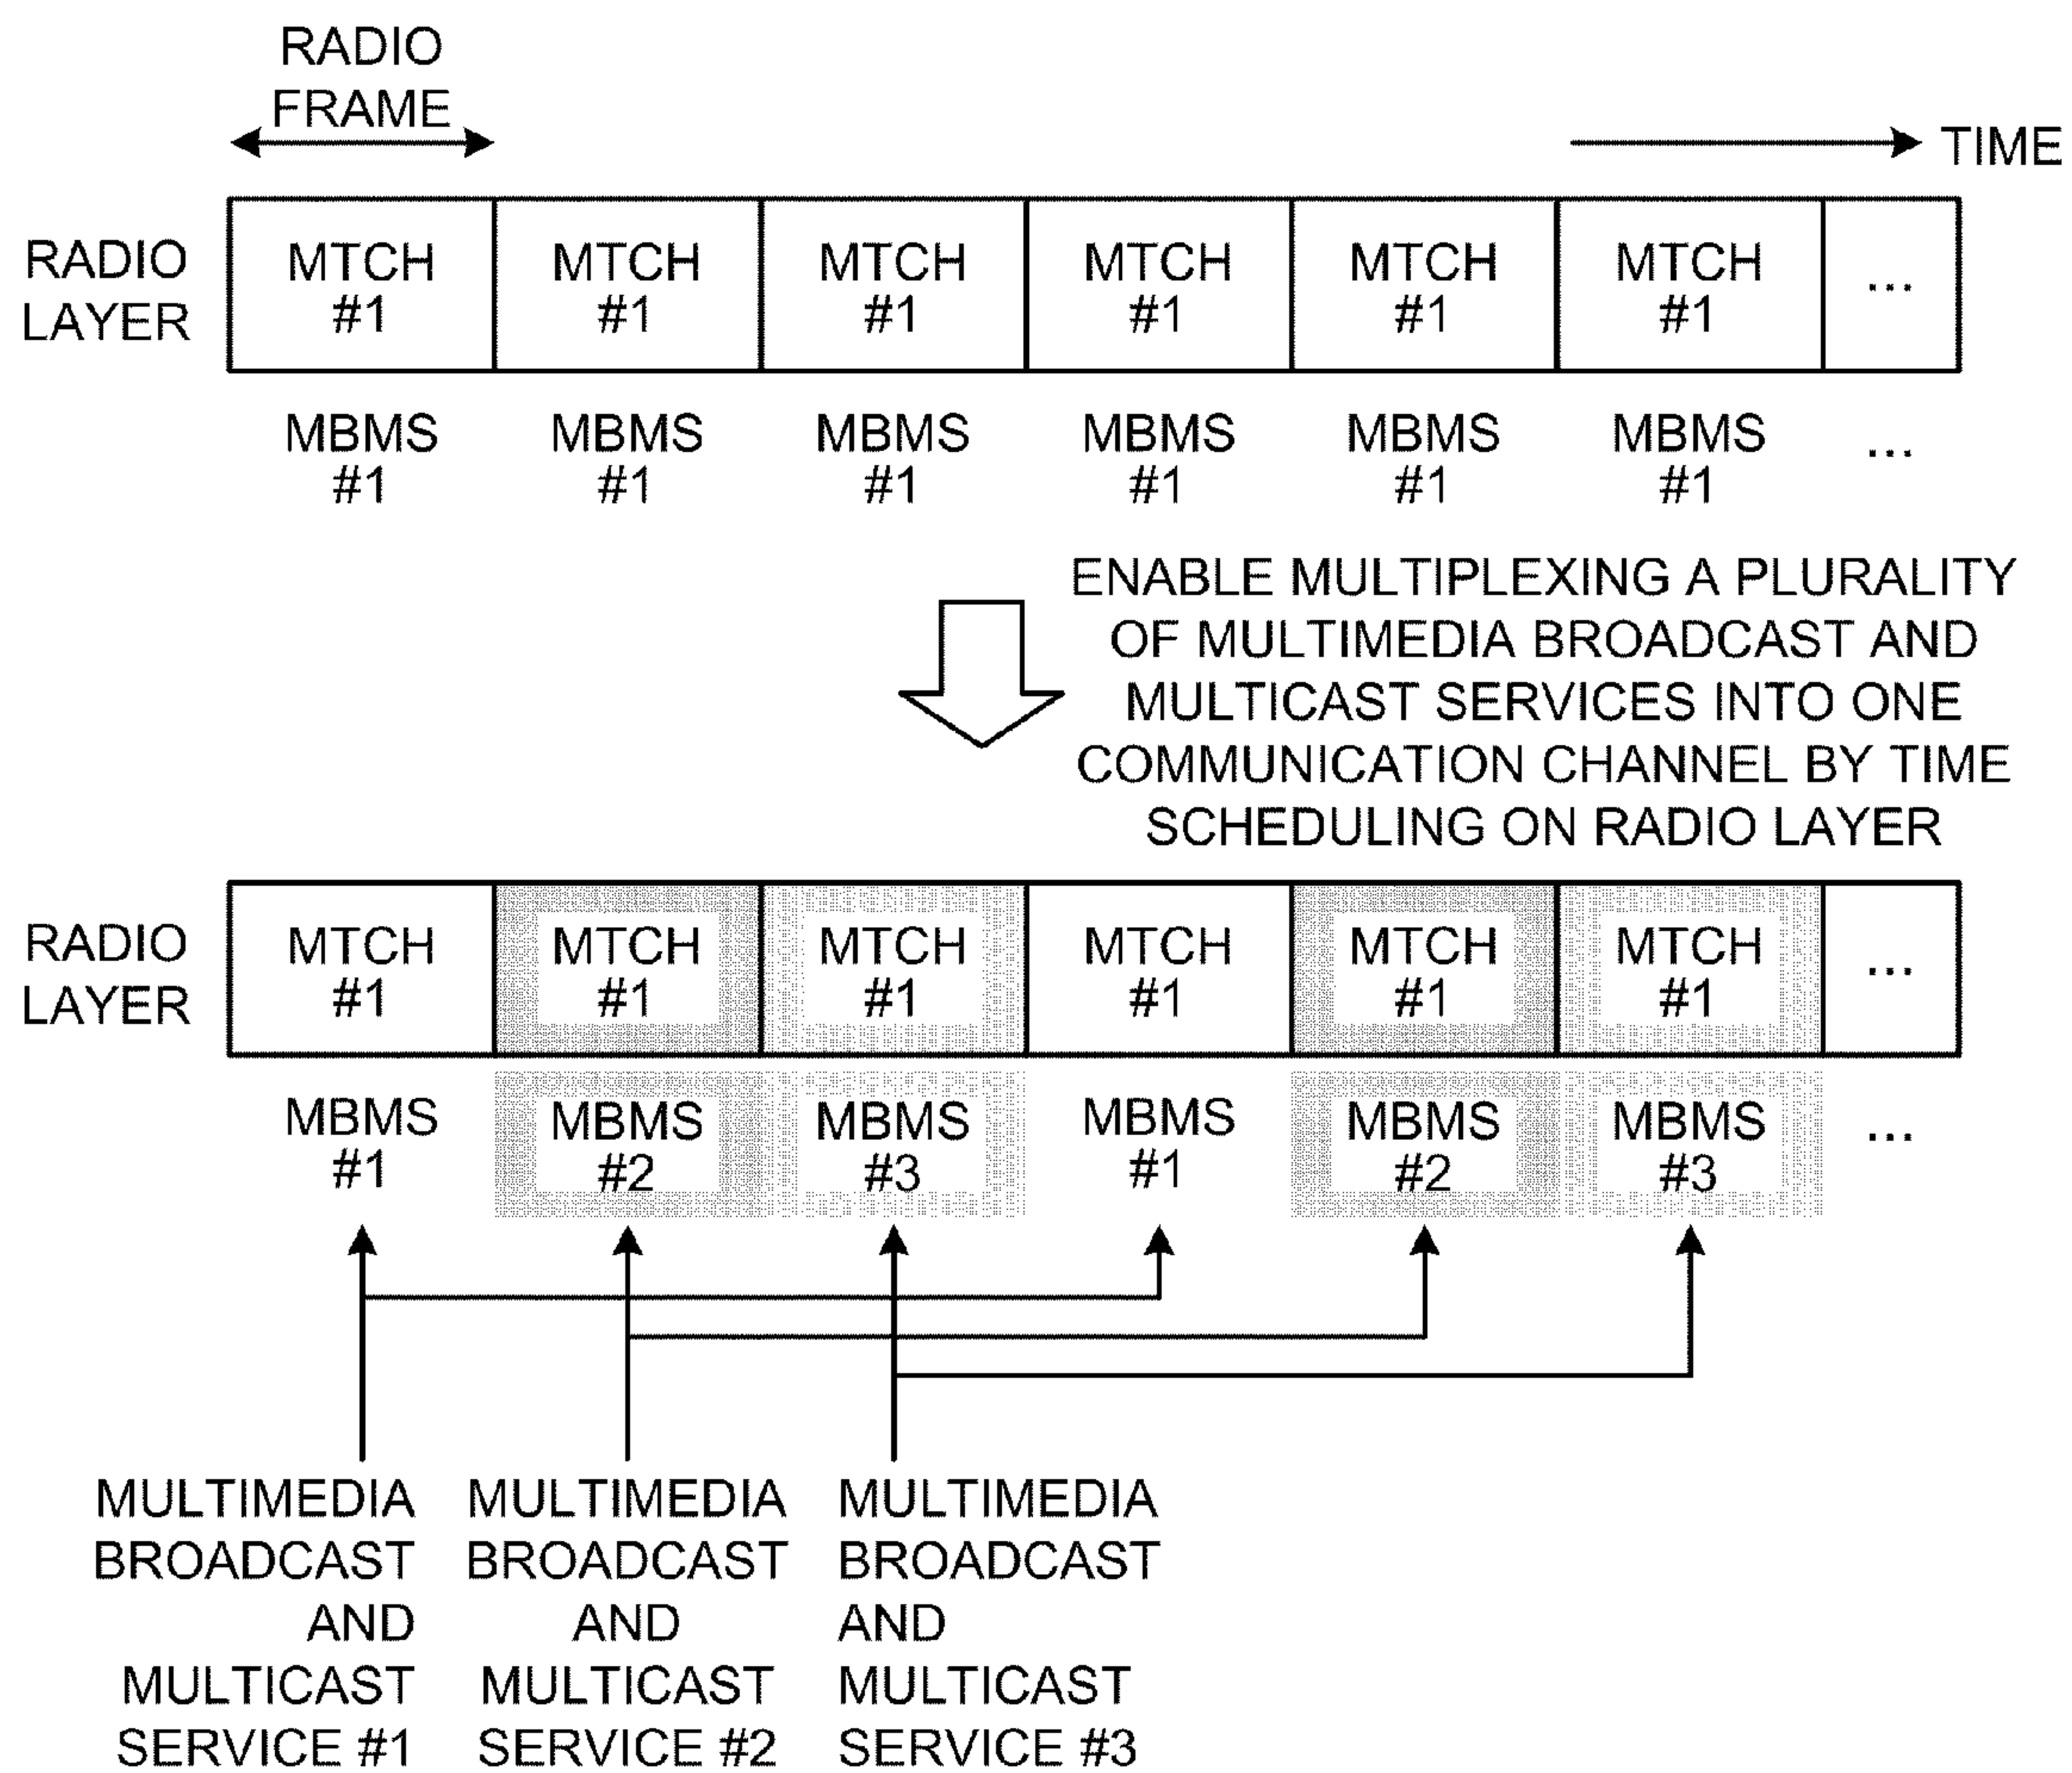 RADIO
FRAME
TIME
RADIO
LAYER
MTCH
#1
MTCH
#1
MTCH
#1
MTCH
#1
MTCH
#1
MTCH
#1
...
MBMS
#1
MBMS
#1
MBMS
#1
MBMS
#1
MBMS
#1
MBMS
#1
...
ENABLE MULTIPLEXING A PLURALITY
OF MULTIMEDIA BROADCAST AND
MULTICAST SERVICES INTO ONE
COMMUNICATION CHANNEL BY TIME
SCHEDULING ON RADIO LAYER
RADIO
LAYER
MTCH
#1
MTCH
#1
MTCH
#1
MTCH
#1
MTCH
#1
MTCH
#1
...
MBMS
#1
MBMS
#2
MBMS
#3
MBMS
#1
MBMS
#2
MBMS
#3
...
MULTIMEDIA
BROADCAST
AND
MULTICAST
SERVICE #1
MULTIMEDIA
BROADCAST
AND
MULTICAST
SERVICE #2
MULTIMEDIA
BROADCAST
AND
MULTICAST
SERVICE #3